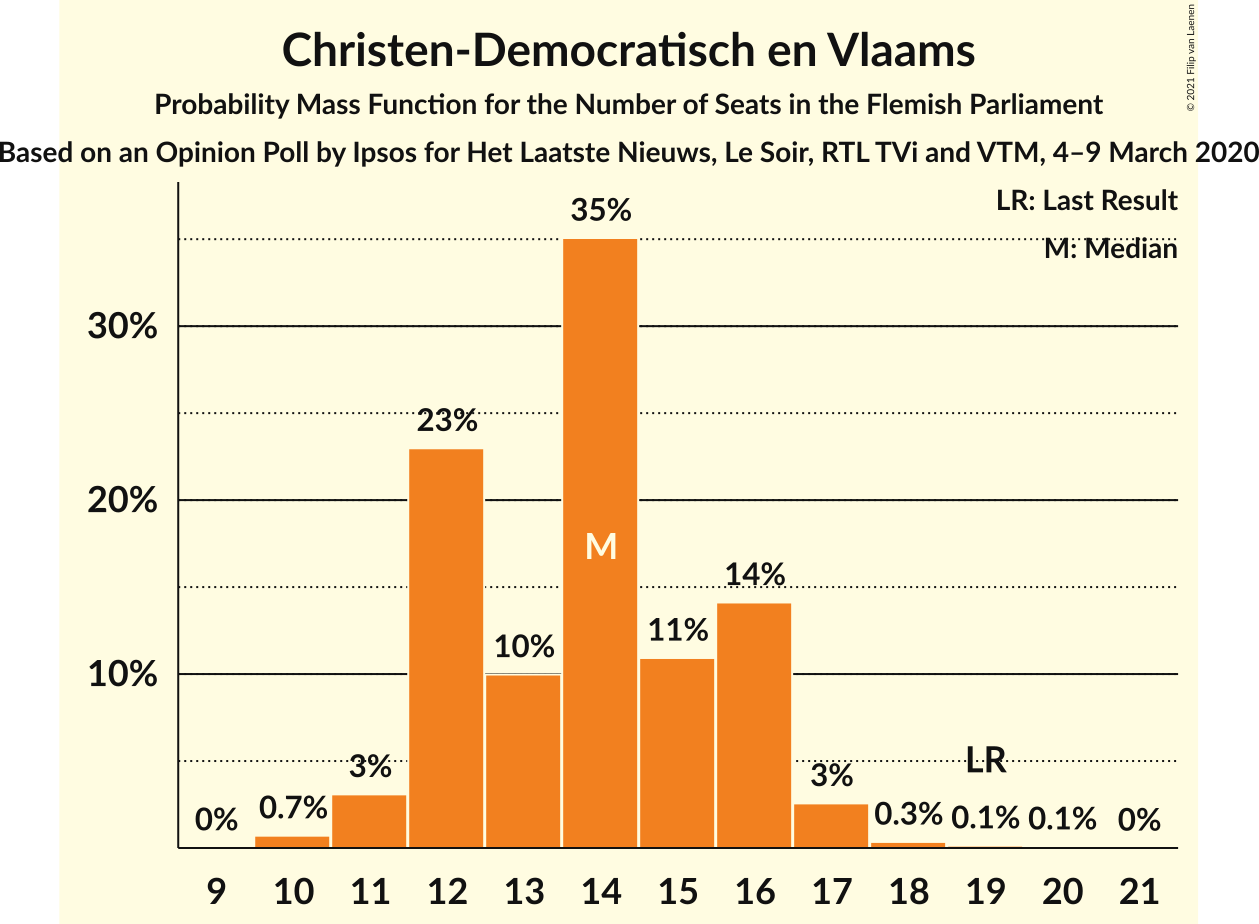 Christen-Democratisch en Vlaams
Probability Mass Function for the Number of Seats in the Flemish Parliament
Based on an Opinion Poll by Ipsos for Het Laatste Nieuws, Le Soir, RTL TVi and VTM, 4–9 March 2020
© 2021 Filip van Laenen
LR: Last Result
M: Median
35%
30%
23%
20%
M
14%
11%
10%
10%
LR
3%
3%
0%
0.7%
0.3%
0.1%
0.1%
0%
9 10 11 12 13 14 15 16 17 18 19 20 21